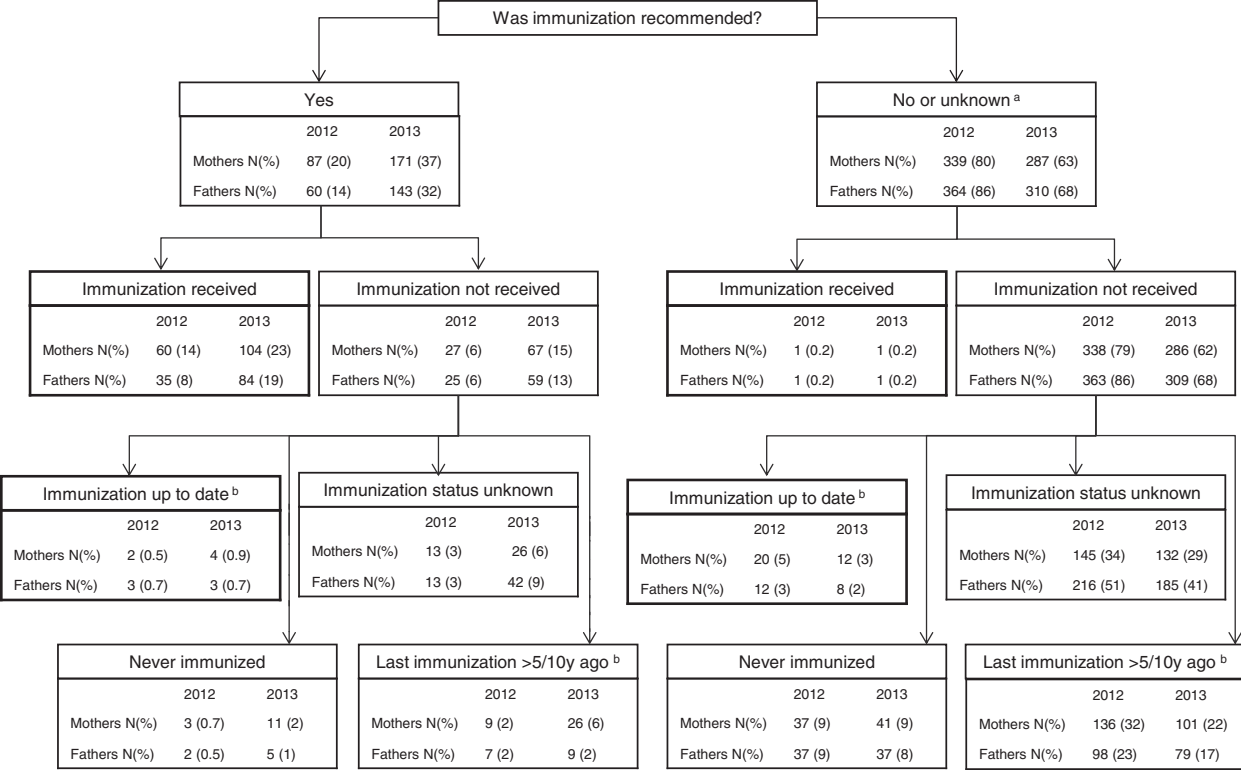 Was immunization recommended?
Yes
2012 2013
Mothers N(%) 87 (20) 171 (37)
Fathers N(%) 60 (14) 143 (32)
No or unknown a
2012 2013
Mothers N(%) 339 (80) 287 (63)
Fathers N(%) 364 (86) 310 (68)
Immunization received
2012 2013
Mothers N(%) 60 (14) 104 (23)
Fathers N(%) 35 (8) 84 (19)
Immunization not received
2012 2013
Mothers N(%) 27 (6) 67 (15)
Fathers N(%) 25 (6) 59 (13)
Immunization received
2012 2013
Mothers N(%) 1 (0.2) 1 (0.2)
Fathers N(%) 1 (0.2) 1 (0.2)
Immunization not received
2012 2013
Mothers N(%) 338 (79) 286 (62)
Fathers N(%) 363 (86) 309 (68)
Immunization up to date b
2012 2013
Mothers N(%) 2 (0.5) 4 (0.9)
Fathers N(%) 3 (0.7) 3 (0.7)
Immunization status unknown
2012 2013
Mothers N(%) 13 (3) 26 (6)
Fathers N(%) 13 (3) 42 (9)
Immunization up to date b
2012 2013
Mothers N(%) 20 (5) 12 (3)
Fathers N(%) 12 (3) 8 (2)
Immunization status unknown
2012 2013
Mothers N(%) 145 (34) 132 (29)
Fathers N(%) 216 (51) 185 (41)
Never immunized
2012 2013
Mothers N(%) 3 (0.7) 11 (2)
Fathers N(%) 2 (0.5) 5 (1)
Last immunization >5/10y ago b
2012 2013
Mothers N(%) 9 (2) 26 (6)
Fathers N(%) 7 (2) 9 (2)
Never immunized
2012 2013
Mothers N(%) 37 (9) 41 (9)
Fathers N(%) 37 (9) 37 (8)
Last immunization >5/10y ago b
2012 2013
Mothers N(%) 136 (32) 101 (22)
Fathers N(%) 98 (23) 79 (17)